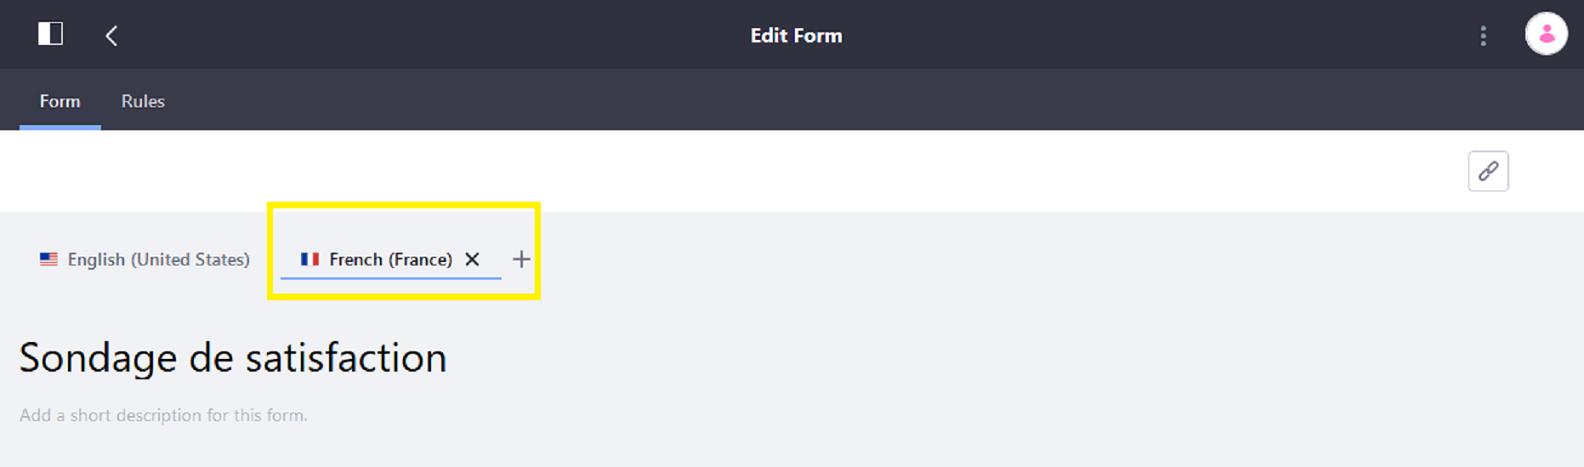 Edit Form
Form Rules
English (United States) French (France)
Sondage de satisfaction
Add a short description for this form.